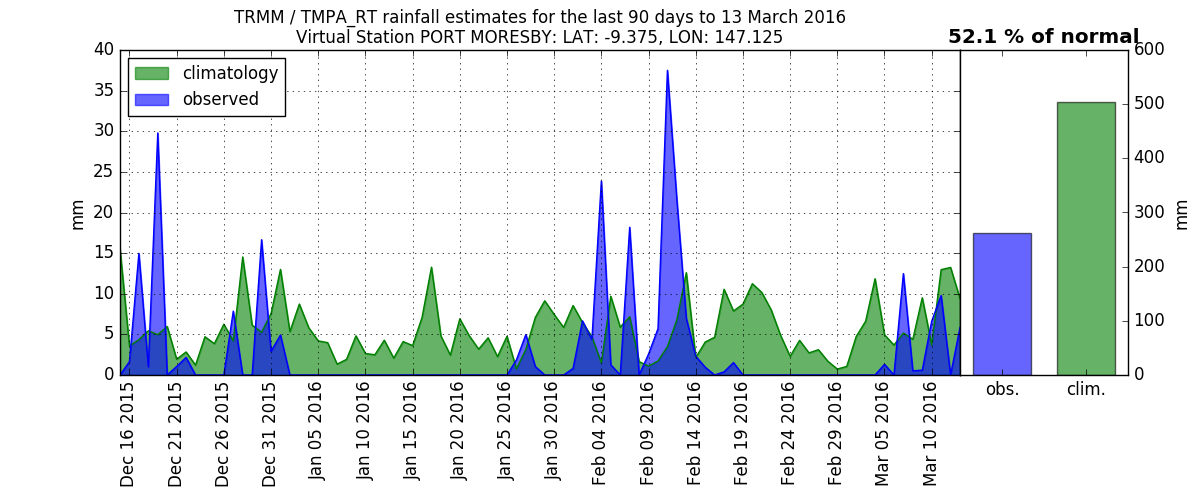 TRMM / TMPA_RT rainfall estimates for the last 90 days to 13 March 2016
Virtual Station PORT MORESBY: LAT: -9.375, LON: 147.125
52.1 % of normal
climatology
observed
mm
40
35
30
25
20
15
10
5
0
Dec 16 2015
Dec 21 2015
Dec 26 2015
Dec 31 2015
Jan 05 2016
Jan 10 2016
Jan 15 2016
Jan 20 2016
Jan 25 2016
Jan 30 2016
Feb 04 2016
Feb 09 2016
Feb 14 2016
Feb 19 2016
Feb 24 2016
Feb 29 2016
Mar 05 2016
Mar 10 2016
obs.
clim.
600
500
400
300
200
100
0
mm